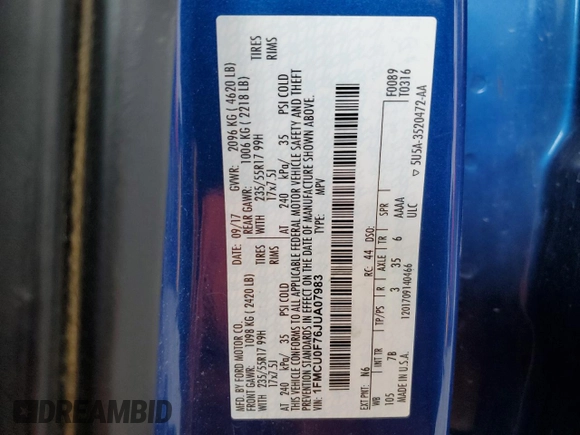 MFD. BY FORD MOTOR CO.
DATE: 09/17
GVWR: 2096 KG ( 4620 LB)
FRONT GAWR: 1098 KG ( 2420 LB)
REAR GAWR: 1006 KG ( 2218 LB)
WITH 235/55R17 99H TIRES
WITH 235/55R17 99H TIRES
17x7.5J RIMS
17x7.5J RIMS
AT 240 kPa/ 35 PSI COLD
AT 240 kPa/ 35 PSI COLD
THIS VEHICLE CONFORMS TO ALL APPLICABLE FEDERAL MOTOR VEHICLE SAFETY AND THEFT
PREVENTION STANDARDS IN EFFECT ON THE DATE OF MANUFACTURE SHOWN ABOVE.
VIN: 1FMCU0F76JUA07983
TYPE: MPV
F0089
T0316
EXT PNT: N6
RC: 44
DSO:
WB INT TR TP/PS R AXLE TR SPR
105 7B 3 35 6 AAAA
ULC
MADE IN U.S.A.
1201709140466
▽ 5U5A-3520472-AA
DREAMBID